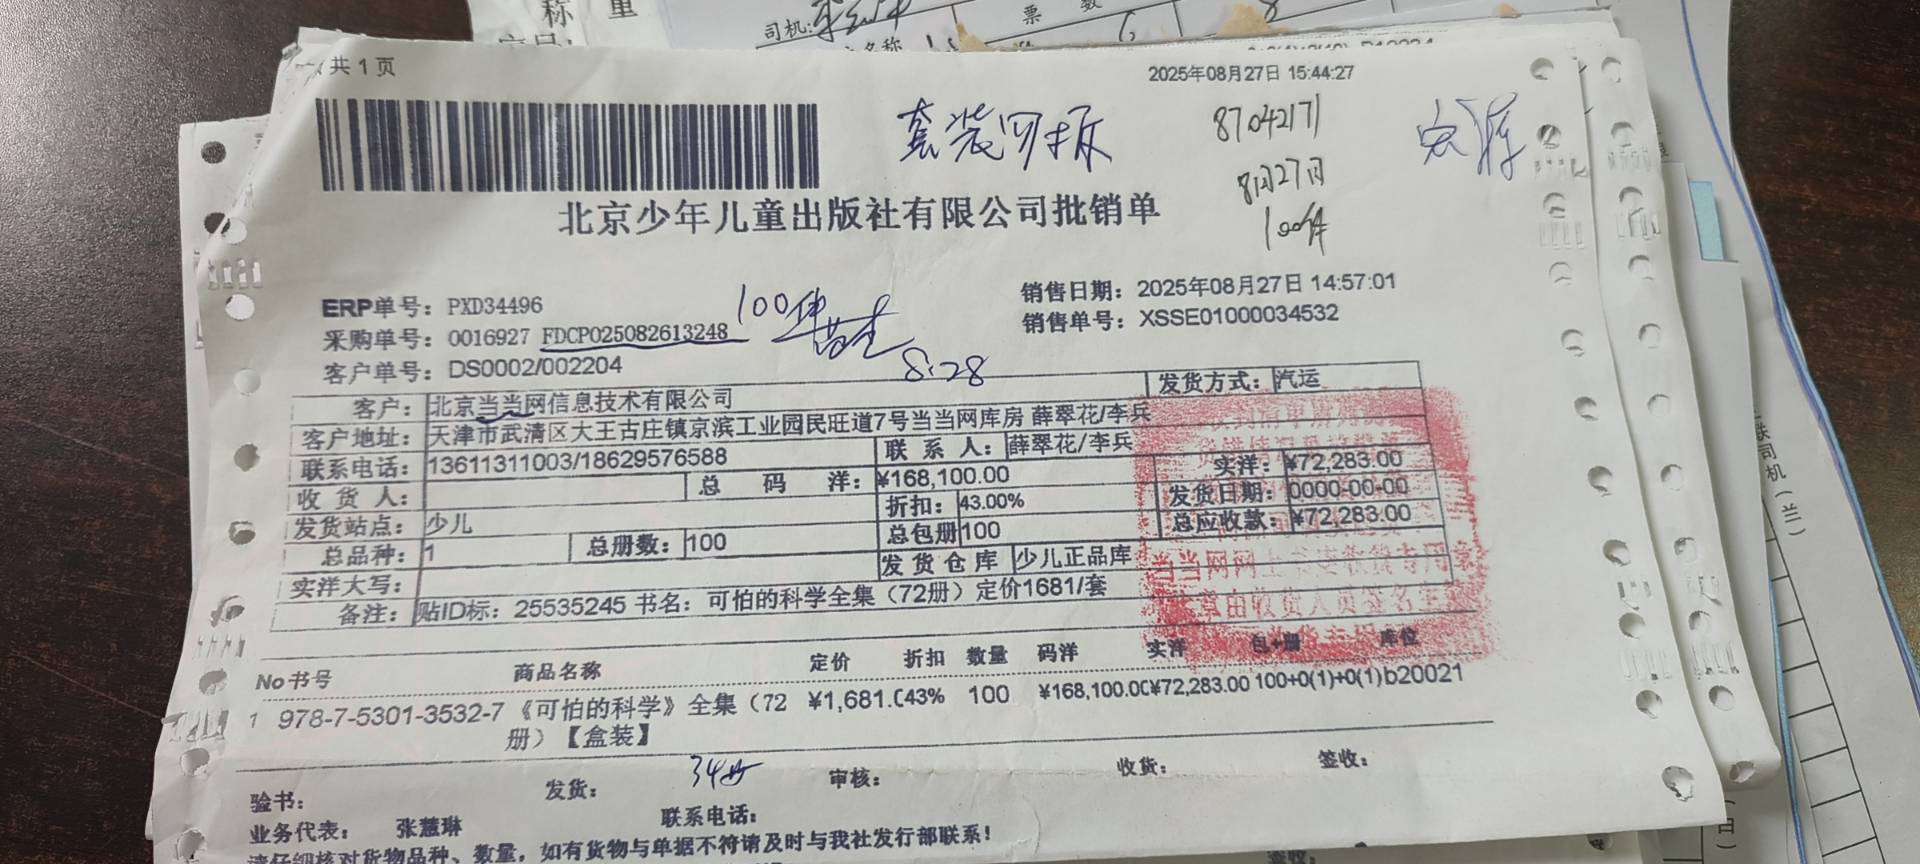 称 重
司机:
票 数
共 1 页
2025年08月27日 15:44:27
套装可拆
87042171
8月27日
100件
北京少年儿童出版社有限公司批销单
ERP单号：PXD34496
销售日期：2025年08月27日 14:57:01
采购单号：0016927 FDCP025082613248
100件
销售单号：XSSE01000034532
客户单号：DS0002/002204
8.28
发货方式：汽运
客户：北京当当网信息技术有限公司
客户地址：天津市武清区大王古庄镇京滨工业园民旺道7号当当网库房 薛翠花/李兵
联系电话：13611311003/18629576588
联 系 人：薛翠花/李兵
收 货 人：
总 码 洋：¥168,100.00
实洋：¥72,283.00
发货站点：少儿
折扣：43.00%
发货日期：0000-00-00
总品种：1
总册数：100
总包册100
总应收款：¥72,283.00
实洋大写：
发 货 仓 库 少儿正品库
备注：贴ID标：25535245 书名：可怕的科学全集（72册）定价1681/套
No 书号 商品名称 定价 折扣 数量 码洋 实洋 包+册 库位
1 978-7-5301-3532-7 《可怕的科学》全集（72 ¥1,681.0 43% 100 ¥168,100.00 ¥72,283.00 100+0(1)+0(1) b20021
册）【盒装】
验书：
发货：
审核：
收货：
签收：
业务代表： 张慧琳
联系电话：
请仔细核对货物品种、数量，如有货物与单据不符请及时与我社发行部联系！
联司机（兰）